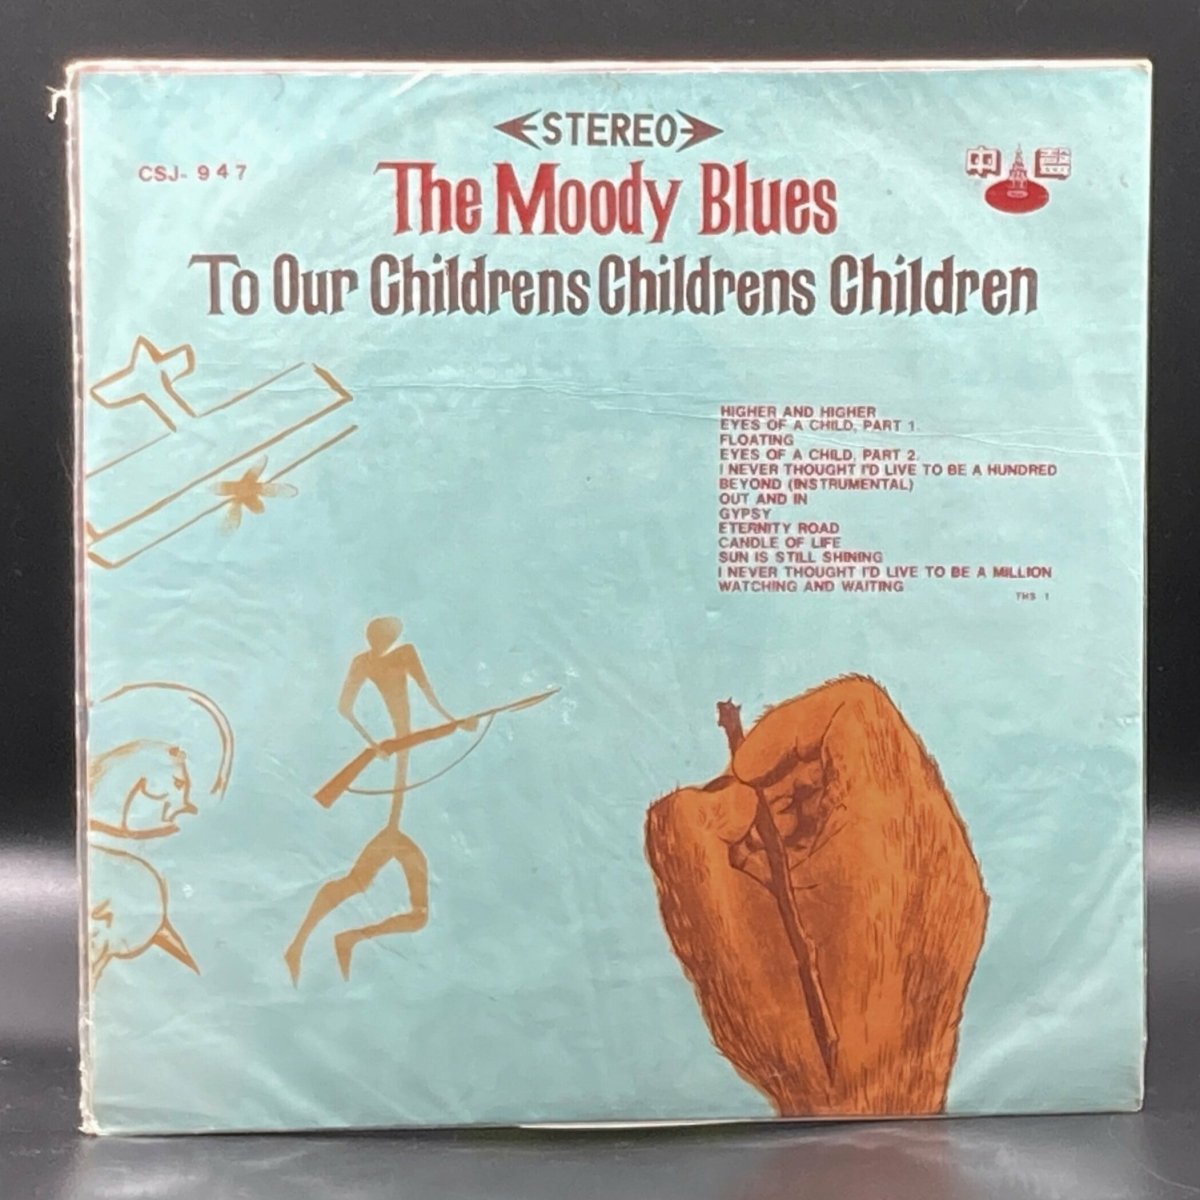 STEREO
CSJ- 947
The Moody Blues
To Our Childrens Childrens Children
HIGHER AND HIGHER
EYES OF A CHILD, PART 1.
FLOATING
EYES OF A CHILD, PART 2.
I NEVER THOUGHT I'D LIVE TO BE A HUNDRED
BEYOND (INSTRUMENTAL)
OUT AND IN
GYPSY
ETERNITY ROAD
CANDLE OF LIFE
SUN IS STILL SHINING
I NEVER THOUGHT I'D LIVE TO BE A MILLION
WATCHING AND WAITING
THS 1